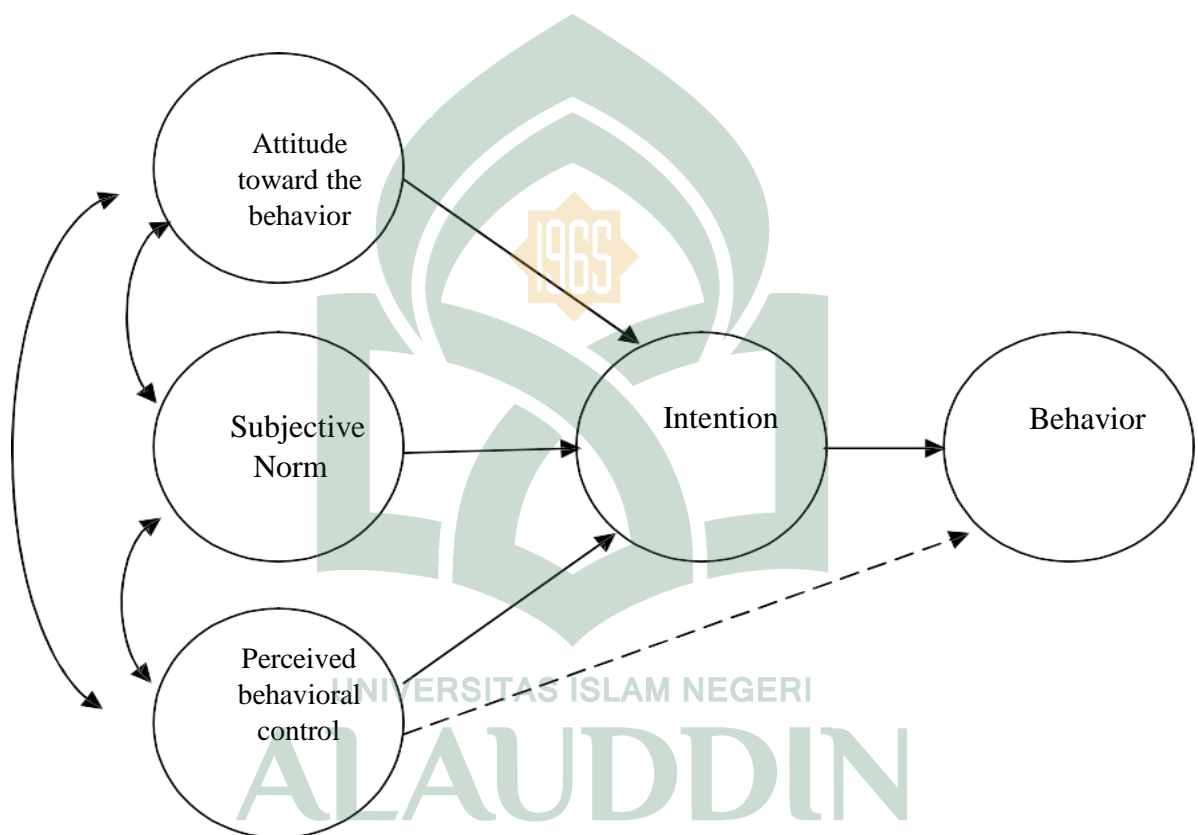 Attitude
toward the
behavior
1965
Subjective
Norm
Intention
Behavior
Perceived
behavioral
control
UNIVERSITAS ISLAM NEGERI
ALAUDDIN